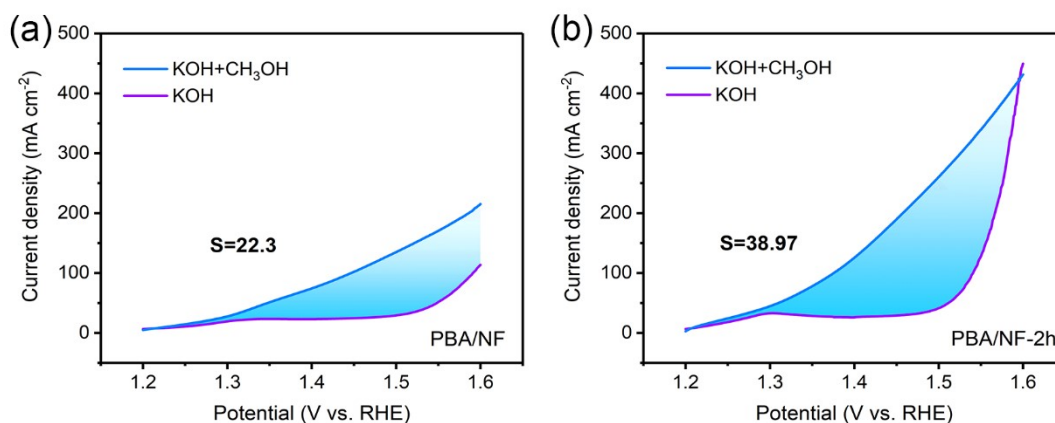 (a)
500
400
300
200
100
0
Current density (mA cm⁻²)
KOH+CH₃OH
KOH
S=22.3
PBA/NF
1.2 1.3 1.4 1.5 1.6
Potential (V vs. RHE)
(b)
500
400
300
200
100
0
Current density (mA cm⁻²)
KOH+CH₃OH
KOH
S=38.97
PBA/NF-2h
1.2 1.3 1.4 1.5 1.6
Potential (V vs. RHE)